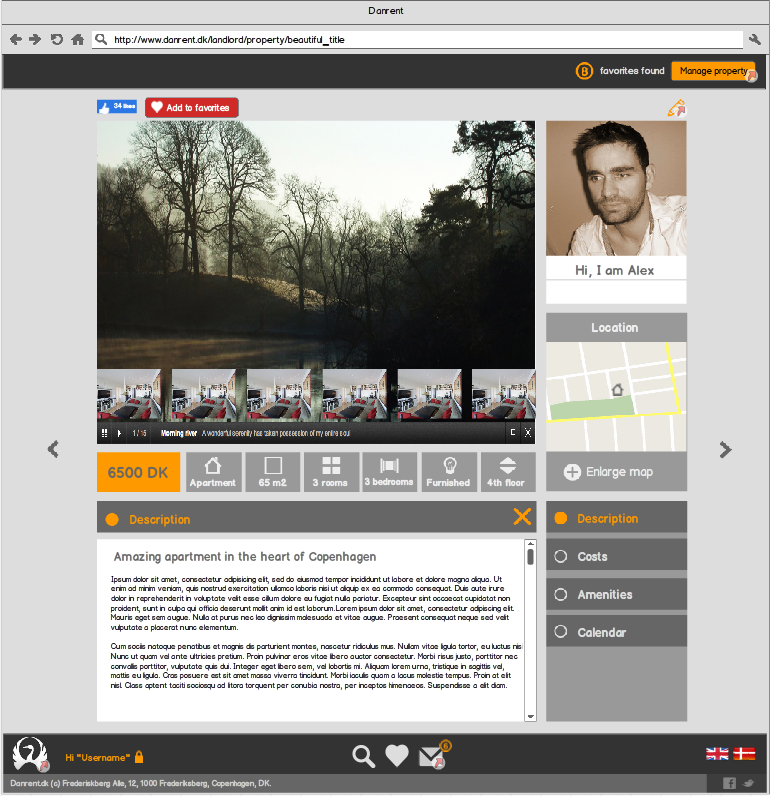 Danrent
http://www.danrent.dk/landlord/property/beautiful_title
8 favorites found Manage property
34 likes Add to favorites
Hi, I am Alex
Location
1 / 15 Morning river A wonderful serenity has taken possession of my entire soul
Enlarge map
6500 DK Apartment 65 m2 3 rooms 3 bedrooms Furnished 4th floor
Description
Description
Costs
Amenities
Calendar
Amazing apartment in the heart of Copenhagen
Ipsum dolor sit amet, consectetur adipisicing elit, sed do eiusmod tempor incididunt ut labore et dolore magna aliqua. Ut
enim ad minim veniam, quis nostrud exercitation ullamco laboris nisi ut aliquip ex ea commodo consequat. Duis aute irure
dolor in reprehenderit in voluptate velit esse cillum dolore eu fugiat nulla pariatur. Excepteur sint occaecat cupidatat non
proident, sunt in culpa qui officia deserunt mollit anim id est laborum.Lorem ipsum dolor sit amet, consectetur adipiscing elit.
Mauris eget sem augue. Nulla at purus nec leo dignissim malesuada et vitae augue. Praesent consequat neque sed velit
vulputate a placerat nunc elementum.
Cum sociis natoque penatibus et magnis dis parturient montes, nascetur ridiculus mus. Nullam vitae ligula tortor, eu luctus nis
Nunc ut quam vel ante ultricies pretium. Proin pulvinar eros vitae libero auctor consectetur. Morbi risus justo, porttitor nec
convallis porttitor, vulputate quis dui. Integer eget libero sem, vel lobortis mi. Aliquam lorem urna, tristique in sagittis vel,
mattis eu ligula. Cras posuere est sit amet massa viverra tincidunt. Morbi iaculis quam a lacus molestie tempus. Proin at elit
nisl. Class aptent taciti sociosqu ad litora torquent per conubia nostra, per inceptos himenaeos. Suspendisse a elit diam.
Hi "Username" 6
Danrent.dk (c) Frederiskberg Alle, 12, 1000 Frederiksberg, Copenhagen, DK.